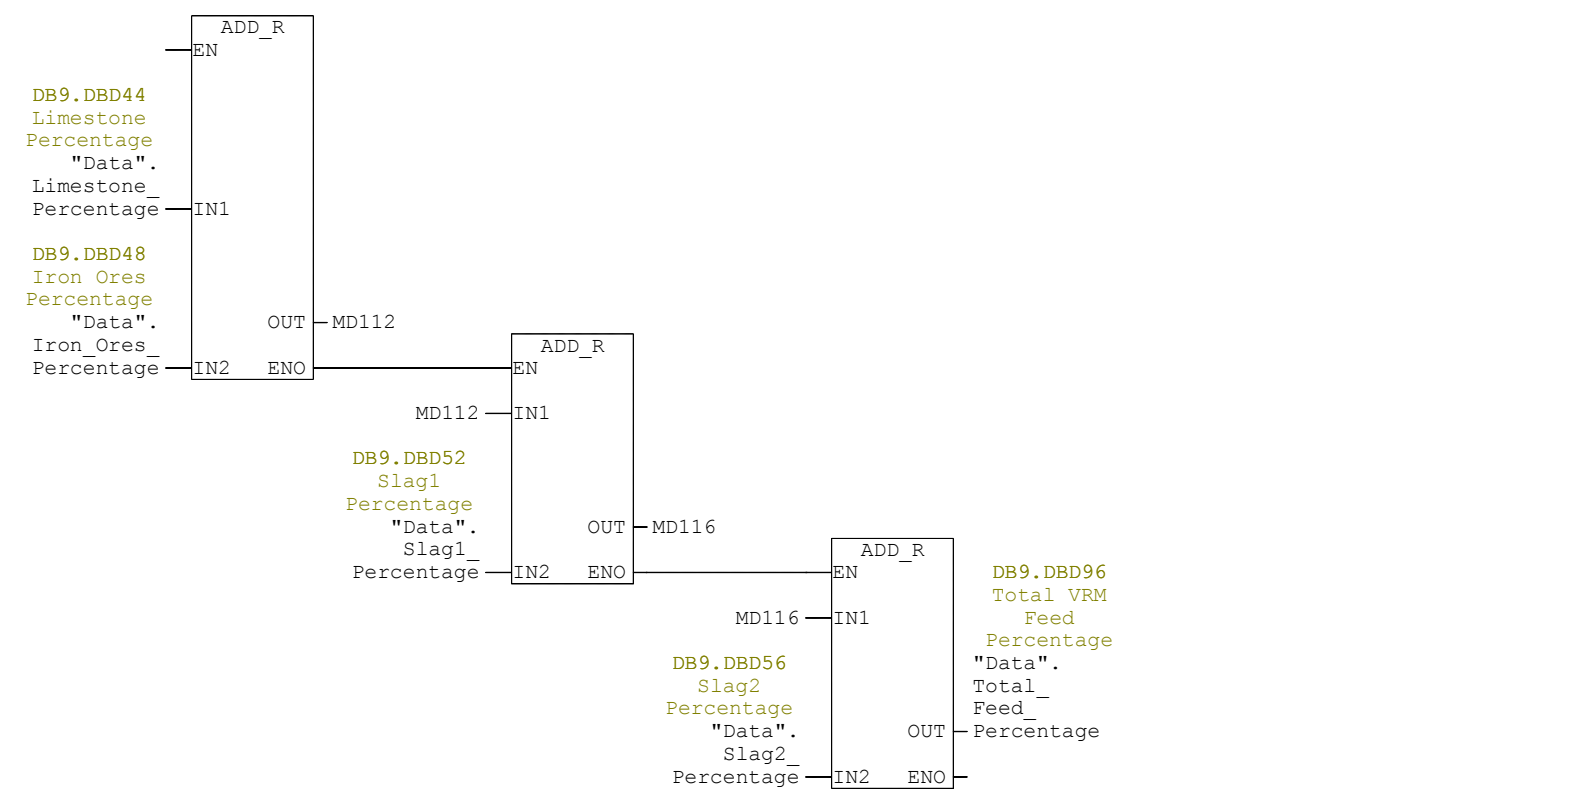 ADD_R
EN
DB9.DBD44
Limestone
Percentage
"Data".
Limestone_
Percentage
IN1
DB9.DBD48
Iron Ores
Percentage
"Data".
Iron_Ores_
Percentage
IN2
OUT
MD112
ENO
ADD_R
EN
MD112
IN1
DB9.DBD52
Slag1
Percentage
"Data".
Slag1_
Percentage
IN2
OUT
MD116
ENO
ADD_R
EN
MD116
IN1
DB9.DBD56
Slag2
Percentage
"Data".
Slag2_
Percentage
IN2
DB9.DBD96
Total VRM
Feed
Percentage
"Data".
Total_
Feed_
OUT
Percentage
ENO